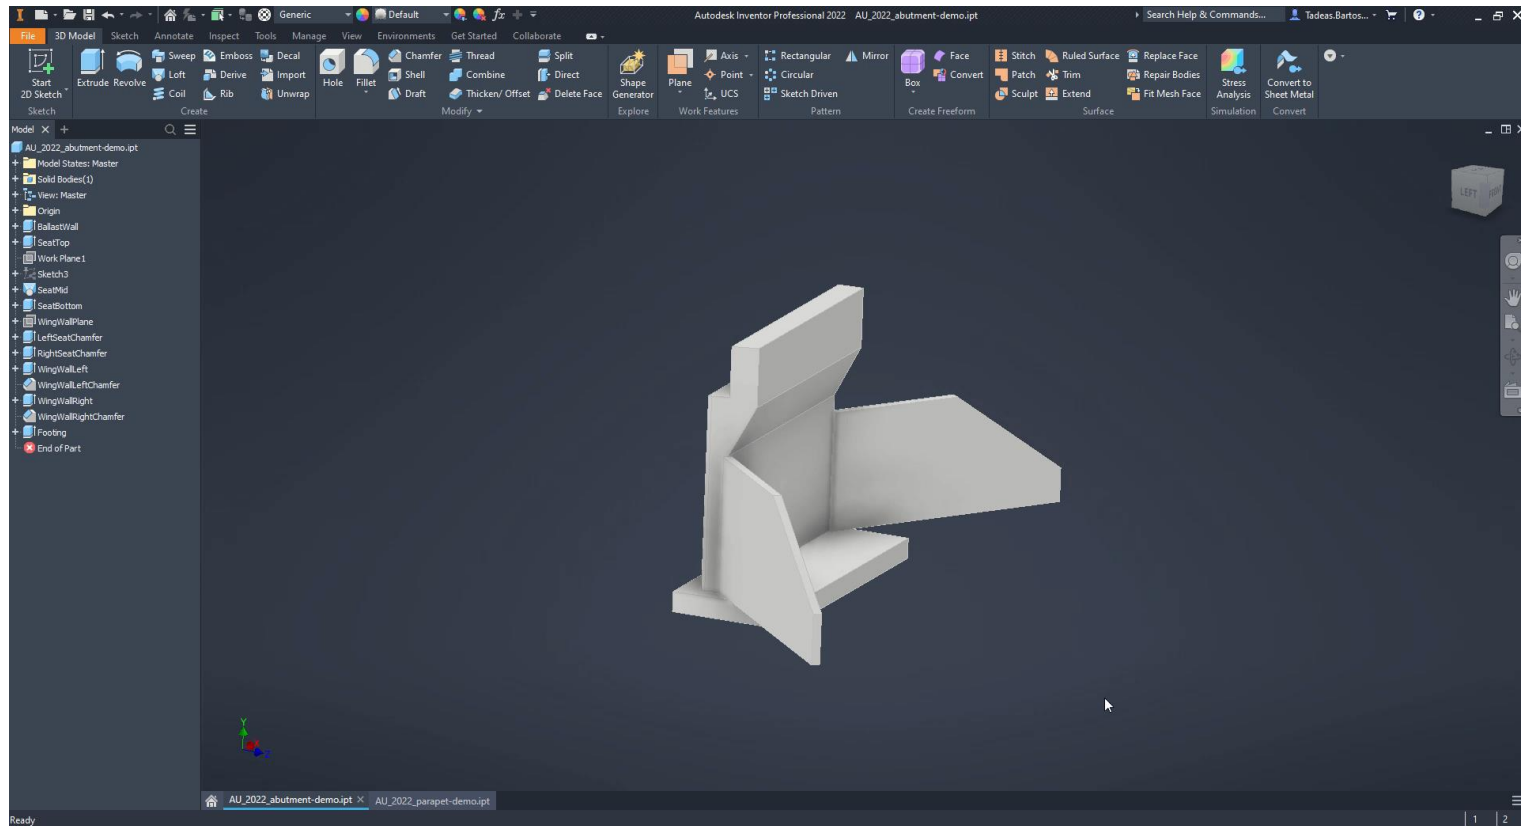 Generic Default fx Autodesk Inventor Professional 2022 AU_2022_abutment-demo.ipt Search Help & Commands... Tadeas.Bartos...
File 3D Model Sketch Annotate Inspect Tools Manage View Environments Get Started Collaborate
Sweep Emboss Decal Chamfer Thread Split Axis Rectangular Mirror Face Stitch Ruled Surface Replace Face
Loft Derive Import Shell Combine Direct Point Circular Convert Patch Trim Repair Bodies
Coil Rib Unwrap Draft Thicken/ Offset Delete Face UCS Sketch Driven Sculpt Extend Fit Mesh Face
Start 2D Sketch Extrude Revolve Hole Fillet Shape Generator Plane Box Stress Analysis Convert to Sheet Metal
Sketch Create Modify Explore Work Features Pattern Create Freeform Surface Simulation Convert
Model
AU_2022_abutment-demo.ipt
Model States: Master
Solid Bodies(1)
View: Master
Origin
BallastWall
SeatTop
Work Plane1
Sketch3
SeatMid
SeatBottom
WingWallPlane
LeftSeatChamfer
RightSeatChamfer
WingWallLeft
WingWallLeftChamfer
WingWallRight
WingWallRightChamfer
Footing
End of Part
LEFT
Y
Z
AU_2022_abutment-demo.ipt AU_2022_parapet-demo.ipt
Ready 1 2